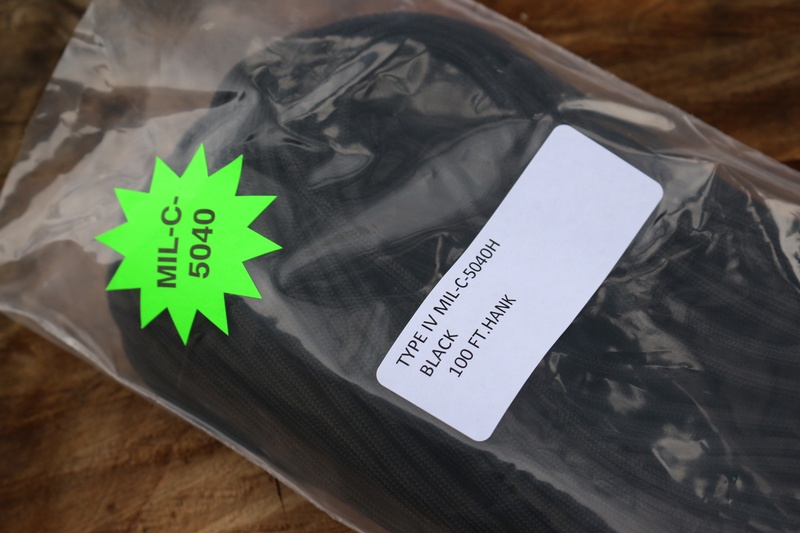 MIL-C-
5040
TYPE IV MIL-C-5040H
BLACK
100 FT.HANK